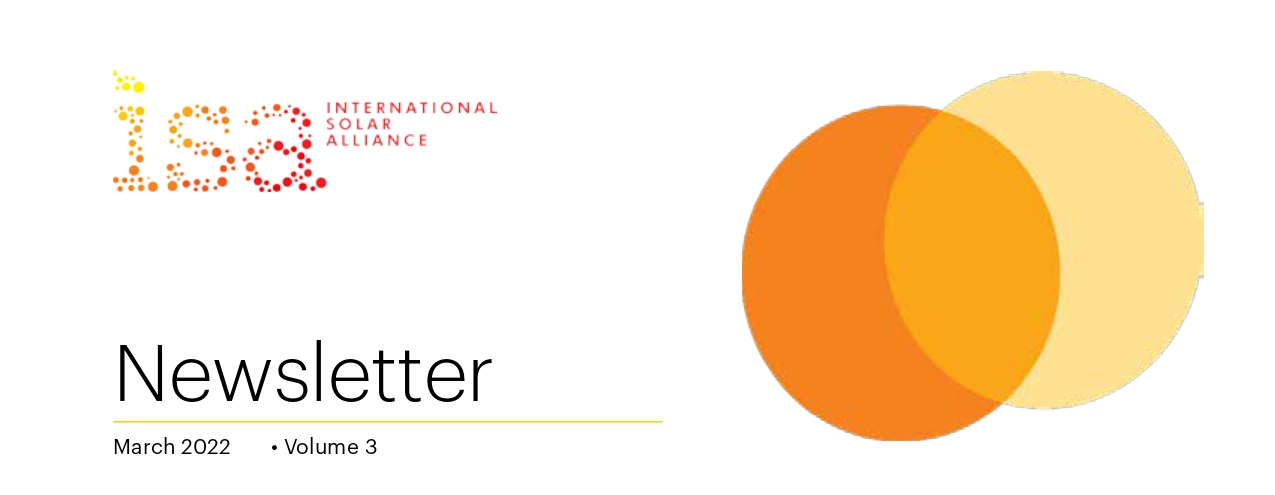 isa
INTERNATIONAL
SOLAR
ALLIANCE
Newsletter
March 2022 • Volume 3